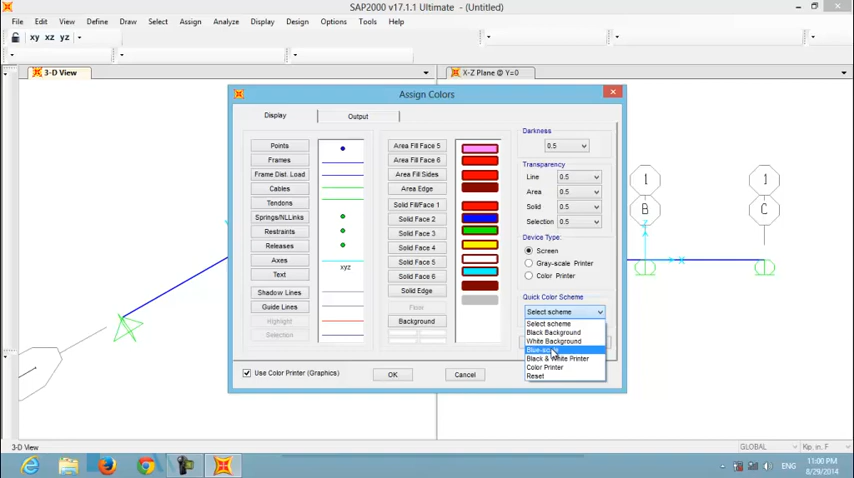 SAP2000 v17.1.1 Ultimate - (Untitled)
File Edit View Define Draw Select Assign Analyze Display Design Options Tools Help
xy xz yz
3-D View
X-Z Plane @ Y=0
Assign Colors
Display
Output
Points
Frames
Frame Dist. Load
Cables
Tendons
Springs/NLLinks
Restraints
Releases
Axes
Text
Shadow Lines
Guide Lines
Highlight
Selection
xyz
Area Fill Face 5
Area Fill Face 6
Area Fill Sides
Area Edge
Solid Fill/Face 1
Solid Face 2
Solid Face 3
Solid Face 4
Solid Face 5
Solid Face 6
Solid Edge
Floor
Background
Darkness
0.5
Transparency
Line 0.5
Area 0.5
Solid 0.5
Selection 0.5
Device Type:
Screen
Gray-scale Printer
Color Printer
Quick Color Scheme
Select scheme
Select scheme
Black Background
White Background
Black & White Printer
Color Printer
Reset
Use Color Printer (Graphics)
OK
Cancel
1
B
1
C
3-D View
GLOBAL
Kip, in, F
ENG
11:06 PM
8/29/2014